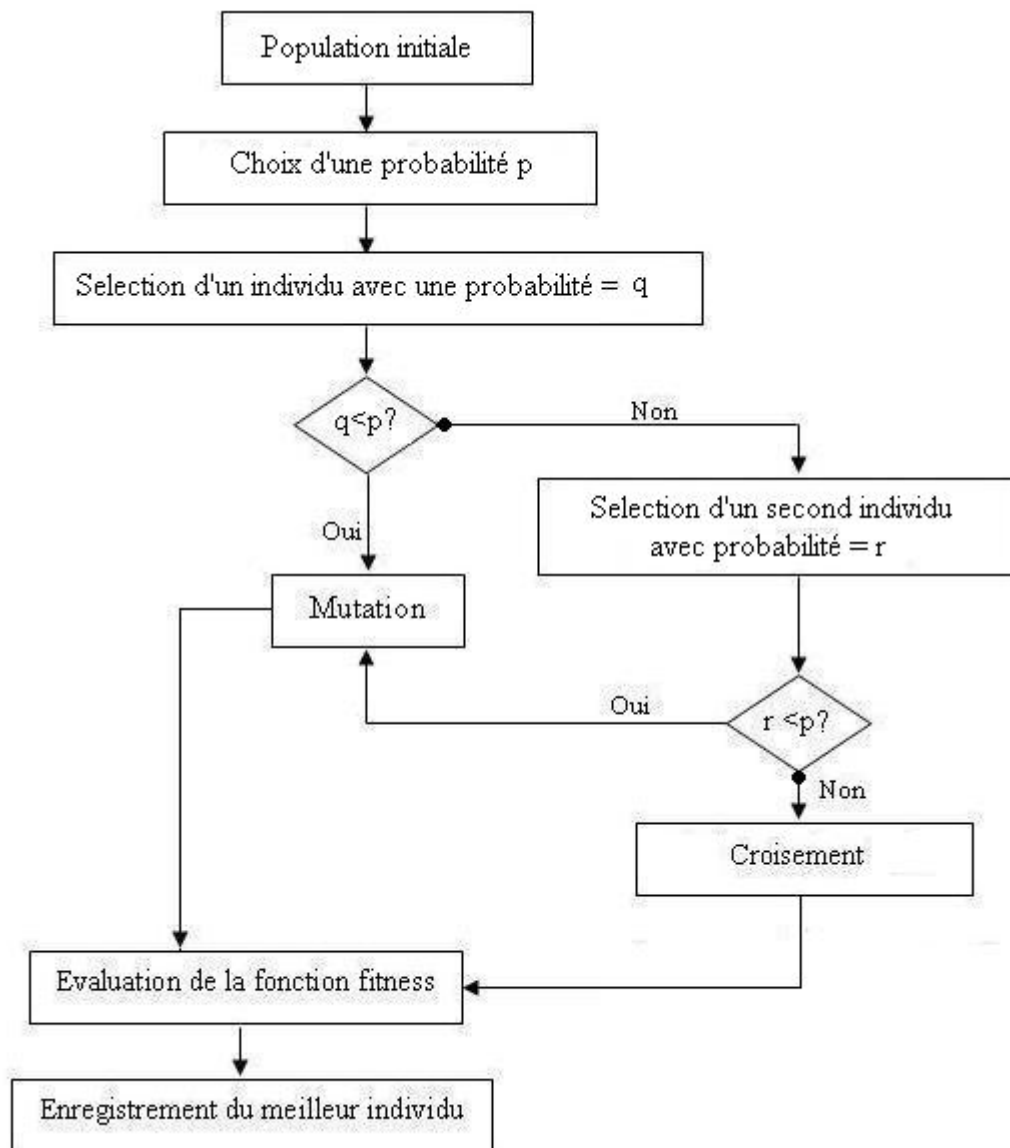 Population initiale
Choix d'une probabilité p
Selection d'un individu avec une probabilité = q
q<p?
Non
Oui
Selection d'un second individu
avec probabilité = r
Mutation
r <p?
Oui
Non
Croisement
Evaluation de la fonction fitness
Enregistrement du meilleur individu